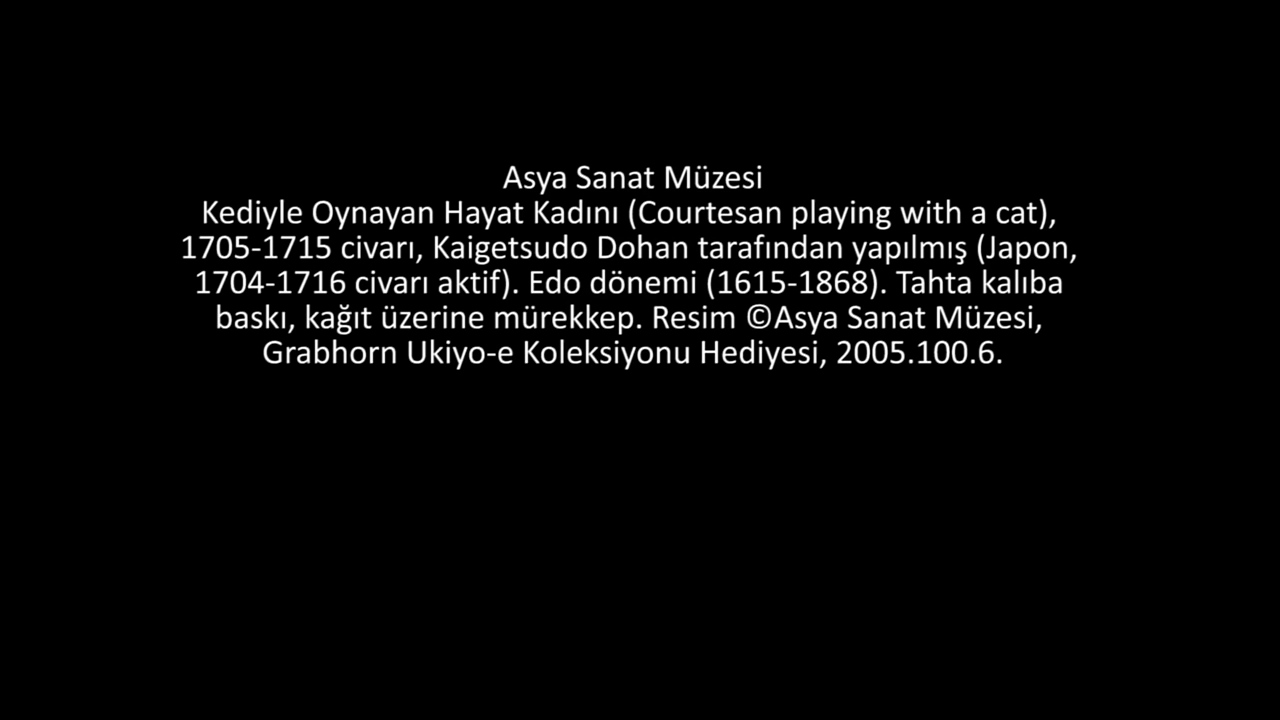 Asya Sanat Müzesi
Kediyle Oynayan Hayat Kadını (Courtesan playing with a cat),
1705-1715 civarı, Kaigetsudo Dohan tarafından yapılmış (Japon,
1704-1716 civarı aktif). Edo dönemi (1615-1868). Tahta kalıba
baskı, kağıt üzerine mürekkep. Resim ©Asya Sanat Müzesi,
Grabhorn Ukiyo-e Koleksiyonu Hediyesi, 2005.100.6.